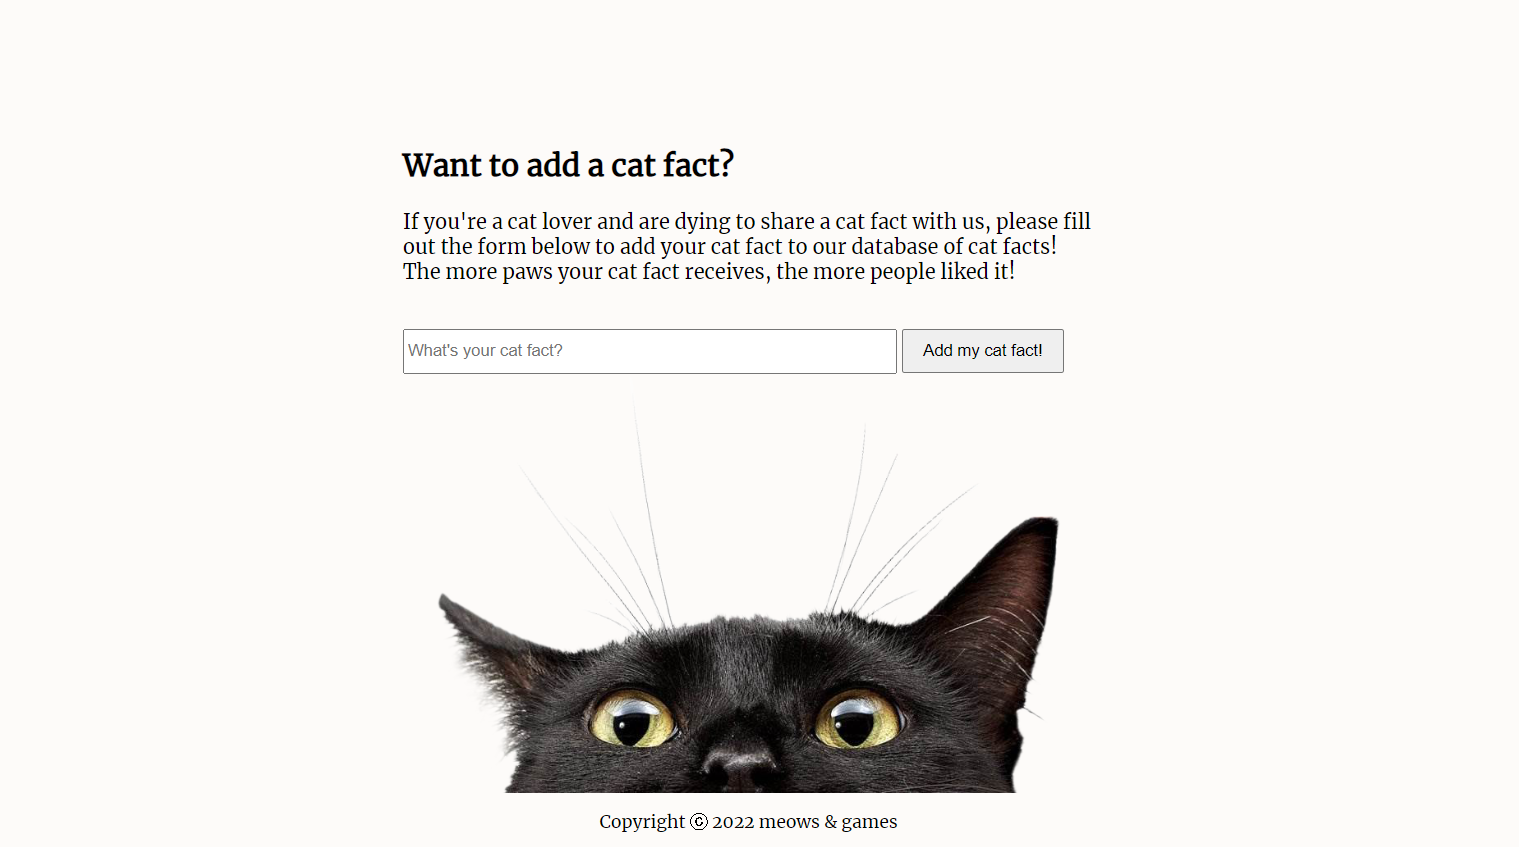 Want to add a cat fact?
If you're a cat lover and are dying to share a cat fact with us, please fill
out the form below to add your cat fact to our database of cat facts!
The more paws your cat fact receives, the more people liked it!
What's your cat fact? Add my cat fact!
Copyright ⓒ 2022 meows & games